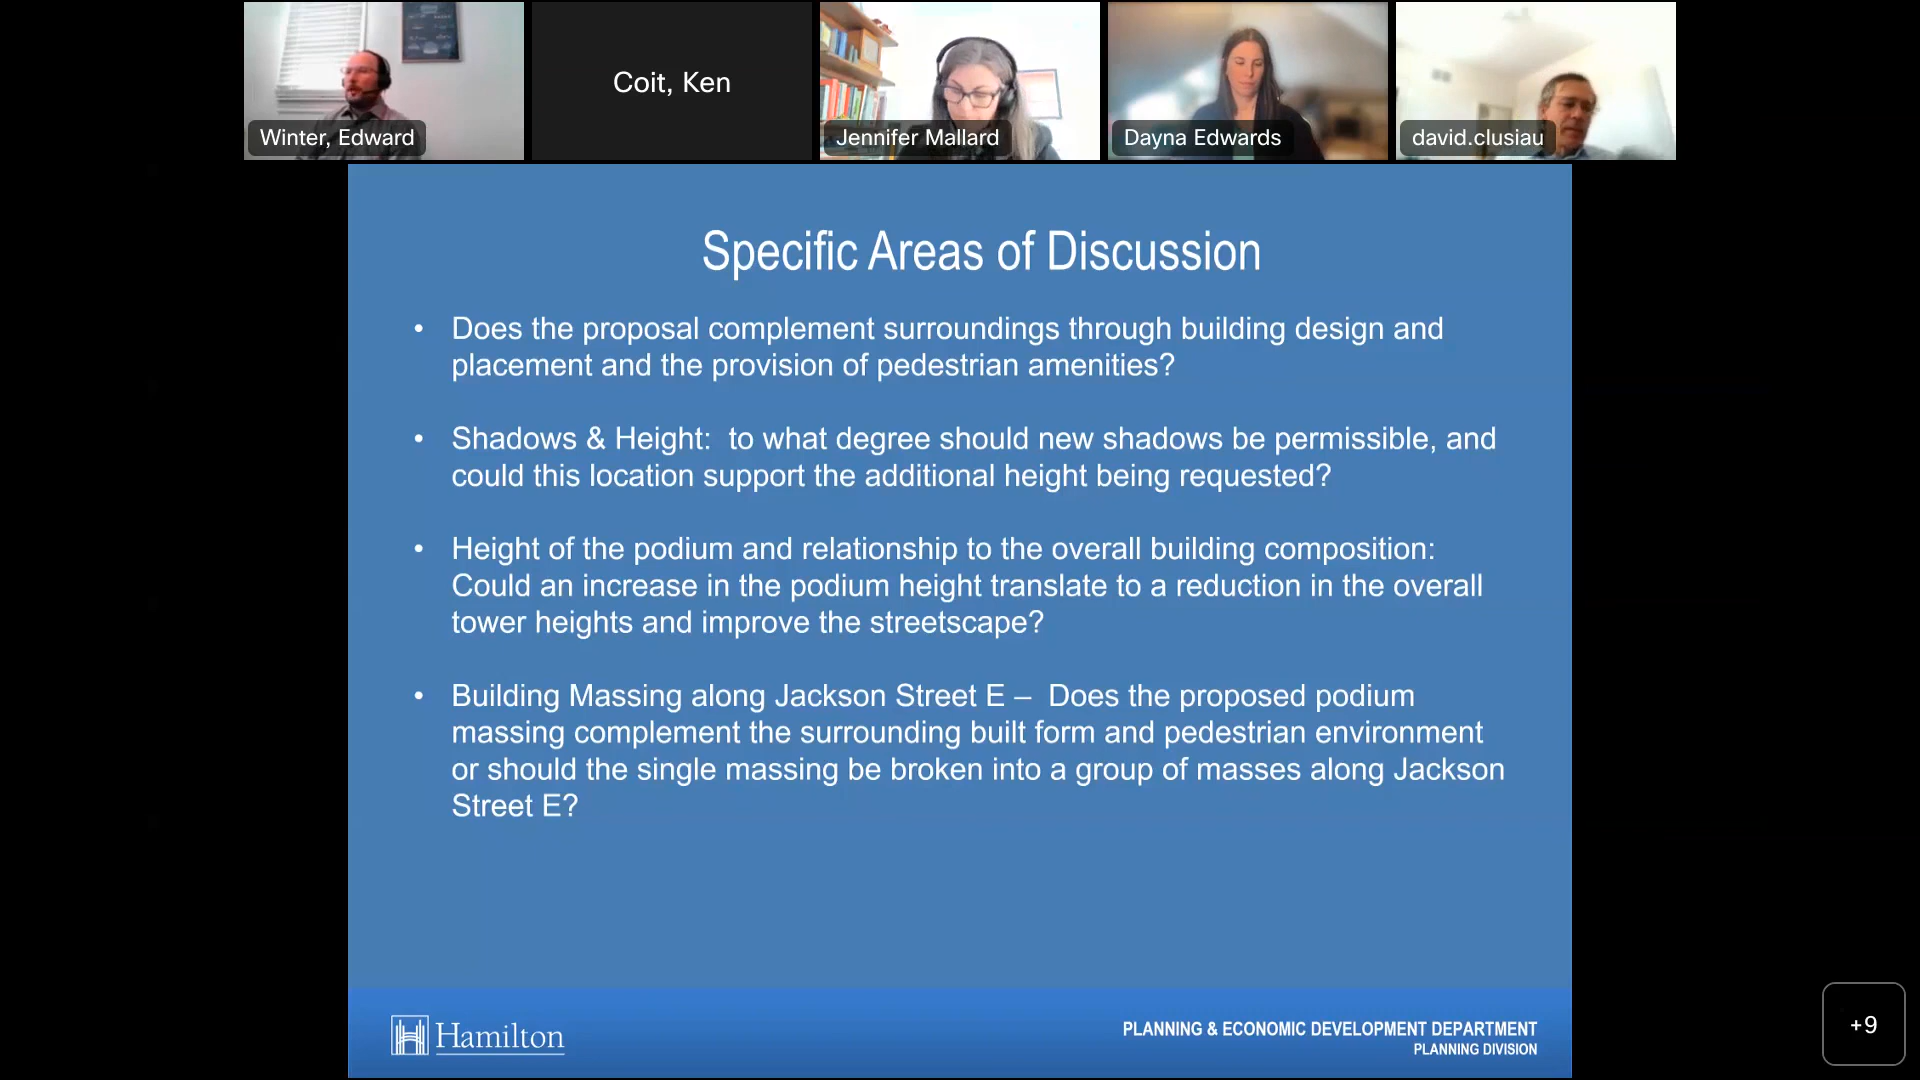 Winter, Edward
Coit, Ken
Jennifer Mallard
Dayna Edwards
david.clusiau
Specific Areas of Discussion
• Does the proposal complement surroundings through building design and
placement and the provision of pedestrian amenities?
• Shadows & Height:  to what degree should new shadows be permissible, and
could this location support the additional height being requested?
• Height of the podium and relationship to the overall building composition:
Could an increase in the podium height translate to a reduction in the overall
tower heights and improve the streetscape?
• Building Massing along Jackson Street E –  Does the proposed podium
massing complement the surrounding built form and pedestrian environment
or should the single massing be broken into a group of masses along Jackson
Street E?
Hamilton
PLANNING & ECONOMIC DEVELOPMENT DEPARTMENT
PLANNING DIVISION
+9